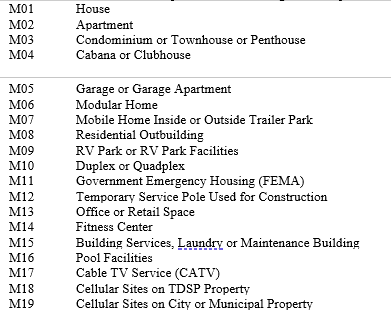 M01 House
M02 Apartment
M03 Condominium or Townhouse or Penthouse
M04 Cabana or Clubhouse
M05 Garage or Garage Apartment
M06 Modular Home
M07 Mobile Home Inside or Outside Trailer Park
M08 Residential Outbuilding
M09 RV Park or RV Park Facilities
M10 Duplex or Quadplex
M11 Government Emergency Housing (FEMA)
M12 Temporary Service Pole Used for Construction
M13 Office or Retail Space
M14 Fitness Center
M15 Building Services, Laundry or Maintenance Building
M16 Pool Facilities
M17 Cable TV Service (CATV)
M18 Cellular Sites on TDSP Property
M19 Cellular Sites on City or Municipal Property